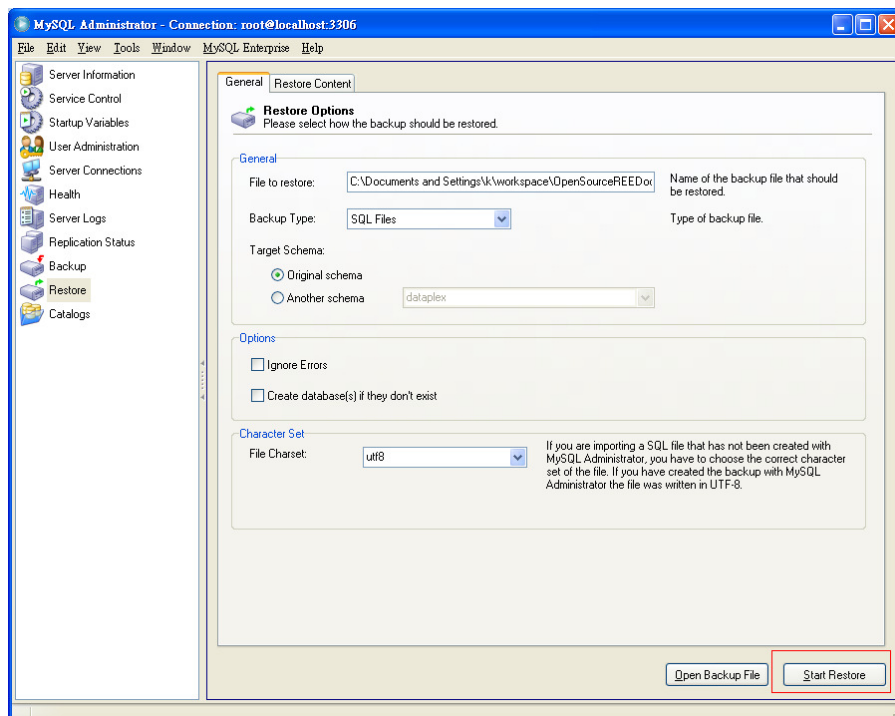 MySQL Administrator - Connection: root@localhost:3306
File Edit View Tools Window MySQL Enterprise Help
Server Information
Service Control
Startup Variables
User Administration
Server Connections
Health
Server Logs
Replication Status
Backup
Restore
Catalogs
General Restore Content
Restore Options
Please select how the backup should be restored.
General
File to restore: C:\Documents and Settings\k\workspace\OpenSourceREEDoc
Name of the backup file that should
be restored.
Backup Type: SQL Files Type of backup file.
Target Schema:
Original schema
Another schema dataplex
Options
Ignore Errors
Create database(s) if they don't exist
Character Set
File Charset: utf8
If you are importing a SQL file that has not been created with
MySQL Administrator, you have to choose the correct character
set of the file. If you have created the backup with MySQL
Administrator the file was written in UTF-8.
Open Backup File Start Restore